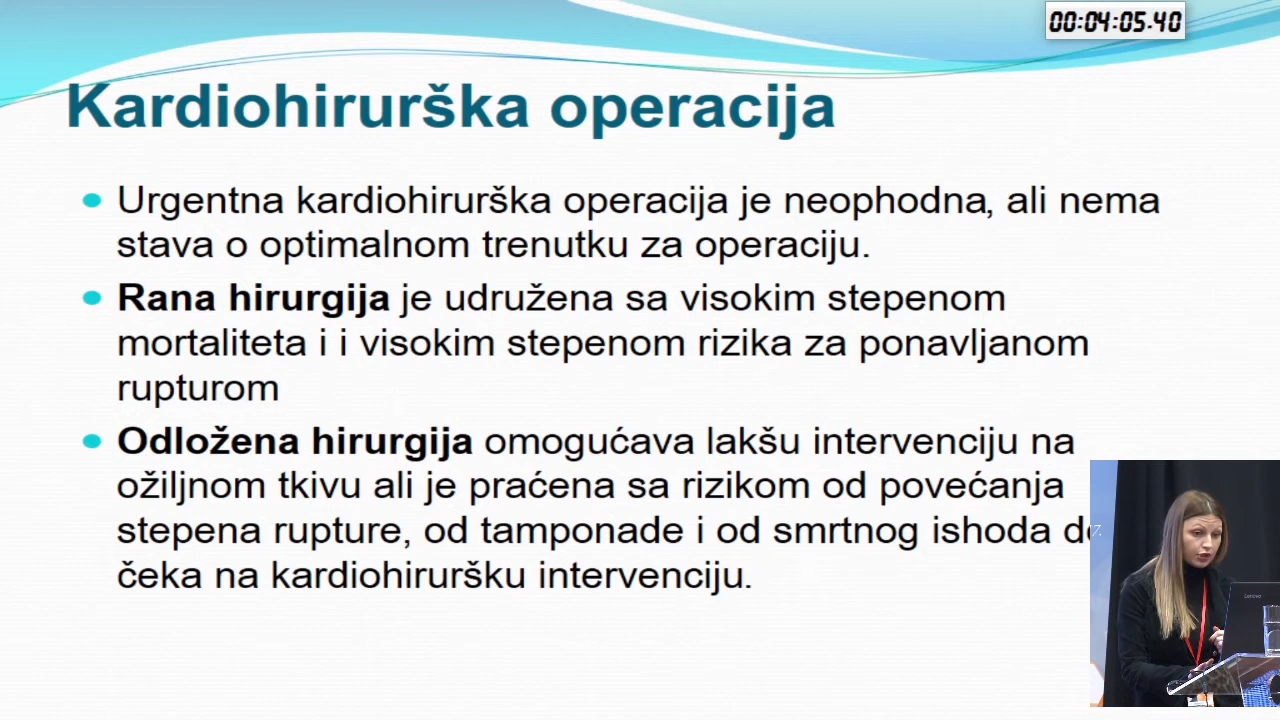 00:04:05.40
Kardiohirurška operacija
Urgentna kardiohirurška operacija je neophodna, ali nema
stava o optimalnom trenutku za operaciju.
Rana hirurgija je udružena sa visokim stepenom
mortaliteta i i visokim stepenom rizika za ponavljanom
rupturom
Odložena hirurgija omogućava lakšu intervenciju na
ožiljnom tkivu ali je praćena sa rizikom od povećanja
stepena rupture, od tamponade i od smrtnog ishoda
čeka na kardiohiruršku intervenciju.
7.
Lenovo